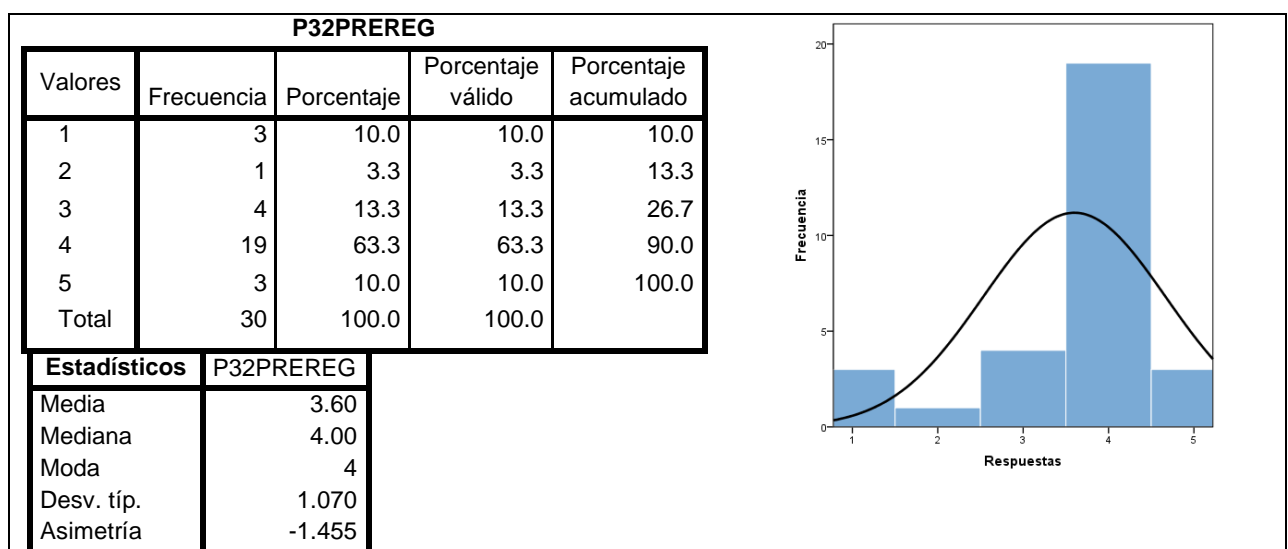 P32PREREG
Valores Frecuencia Porcentaje Porcentaje válido Porcentaje acumulado
1 3 10.0 10.0 10.0
2 1 3.3 3.3 13.3
3 4 13.3 13.3 26.7
4 19 63.3 63.3 90.0
5 3 10.0 10.0 100.0
Total 30 100.0 100.0
Estadísticos P32PREREG
Media 3.60
Mediana 4.00
Moda 4
Desv. típ. 1.070
Asimetría -1.455
20
15
10
5
0
Frecuencia
1 2 3 4 5
Respuestas